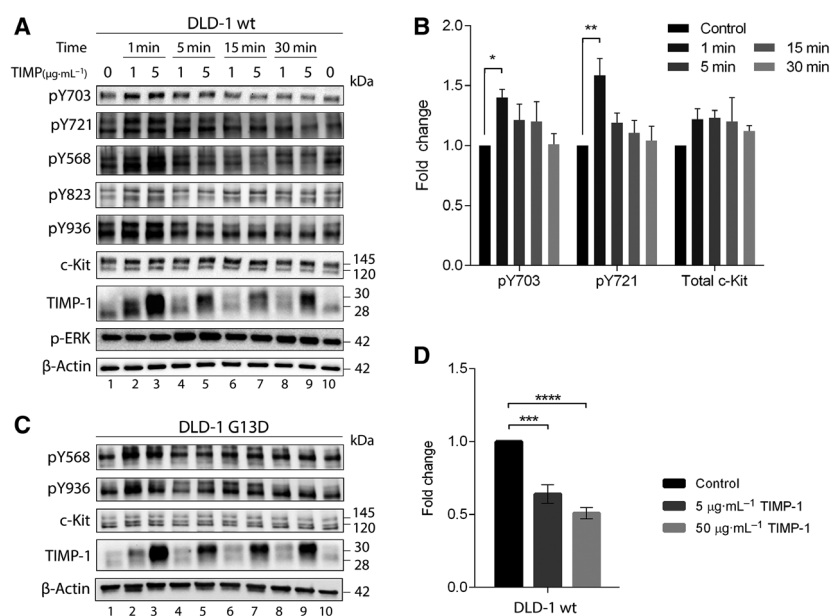 A
DLD-1 wt
Time 1 min 5 min 15 min 30 min
TIMP(µg·mL⁻¹) 0 1 5 1 5 1 5 1 5 0 kDa
pY703
pY721
pY568
pY823
pY936
c-Kit 145
120
TIMP-1 30
28
p-ERK 42
β-Actin 42
1 2 3 4 5 6 7 8 9 10
B
Fold change
2.0
1.5
1.0
0.5
0.0
* **
Control
1 min
5 min
15 min
30 min
pY703 pY721 Total c-Kit
C
DLD-1 G13D
kDa
pY568
pY936
c-Kit 145
120
TIMP-1 30
28
β-Actin 42
1 2 3 4 5 6 7 8 9 10
D
Fold change
1.5
1.0
0.5
0.0
****
***
Control
5 µg·mL⁻¹ TIMP-1
50 µg·mL⁻¹ TIMP-1
DLD-1 wt